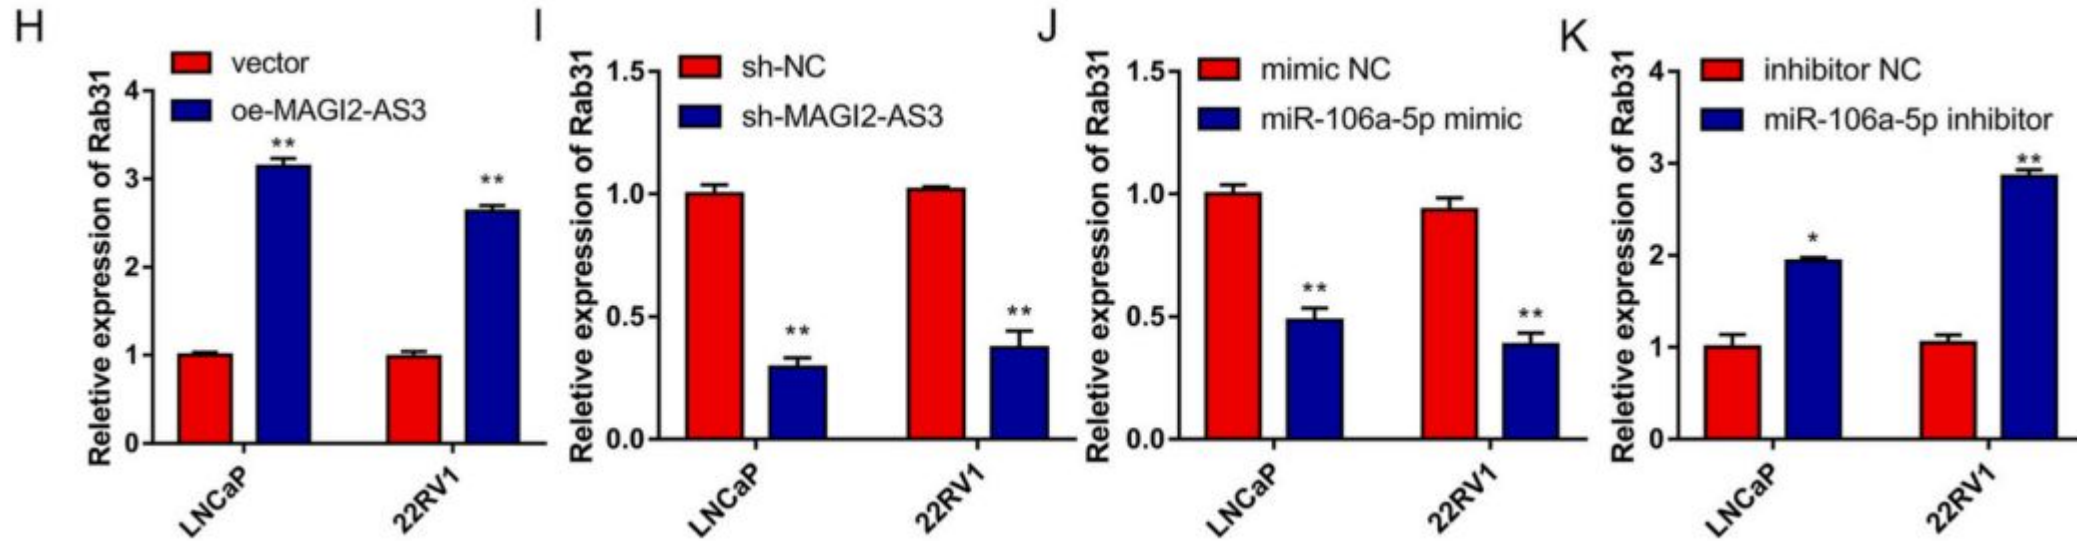 H
vector
oe-MAGI2-AS3
Reletive expression of Rab31
4
3
2
1
0
**
**
LNCaP
22RV1
I
sh-NC
sh-MAGI2-AS3
Reletive expression of Rab31
1.5
1.0
0.5
0.0
**
**
LNCaP
22RV1
J
mimic NC
miR-106a-5p mimic
Reletive expression of Rab31
1.5
1.0
0.5
0.0
**
**
LNCaP
22RV1
K
inhibitor NC
miR-106a-5p inhibitor
Reletive expression of Rab31
4
3
2
1
0
*
**
LNCaP
22RV1